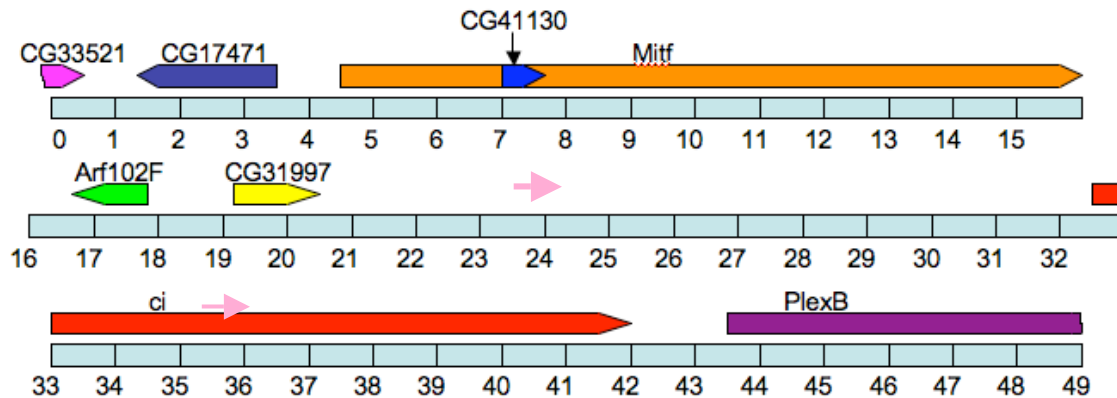 CG41130
CG33521 CG17471 Mitf
0 1 2 3 4 5 6 7 8 9 10 11 12 13 14 15
Arf102F CG31997
16 17 18 19 20 21 22 23 24 25 26 27 28 29 30 31 32
ci PlexB
33 34 35 36 37 38 39 40 41 42 43 44 45 46 47 48 49